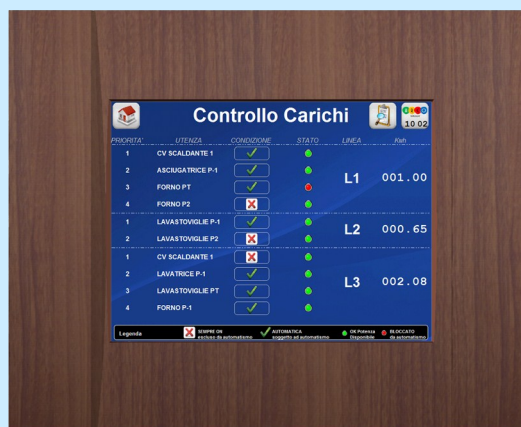 Controllo Carichi
10 02
PRIORITA' UTENZA CONDIZIONE STATO LINEA Kwh
1 CV SCALDANTE 1
2 ASCIUGATRICE P-1
3 FORNO PT
4 FORNO P2
L1 001.00
1 LAVASTOVIGLIE P-1
2 LAVASTOVIGLIE P2
L2 000.65
1 CV SCALDANTE 1
2 LAVATRICE P-1
3 LAVASTOVIGLIE PT
4 FORNO P-1
L3 002.08
Legenda SEMPRE ON AUTOMATICA OK Potenza BLOCCATO
escluso da automatismo soggetto ad automatismo Disponibile da automatismo